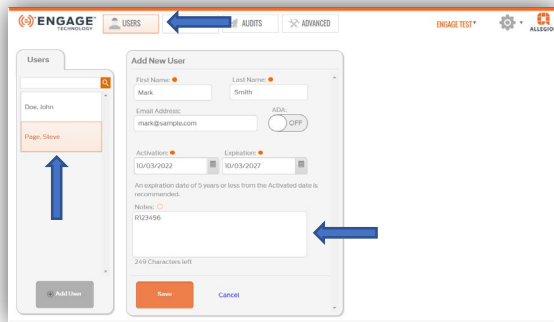 ENGAGE™ USERS AUDITS ADVANCED ENGAGE TEST
TECHNOLOGY ALLEGION
Users
Doe, John
Page, Steve
Add User
Add New User
First Name: Last Name:
Mark Smith
Email Address: ADA:
mark@sample.com OFF
Activation: Expiration:
10/03/2022 10/03/2027
An expiration date of 5 years or less from the Activated date is
recommended.
Notes:
R123456
249 Characters left
Save Cancel